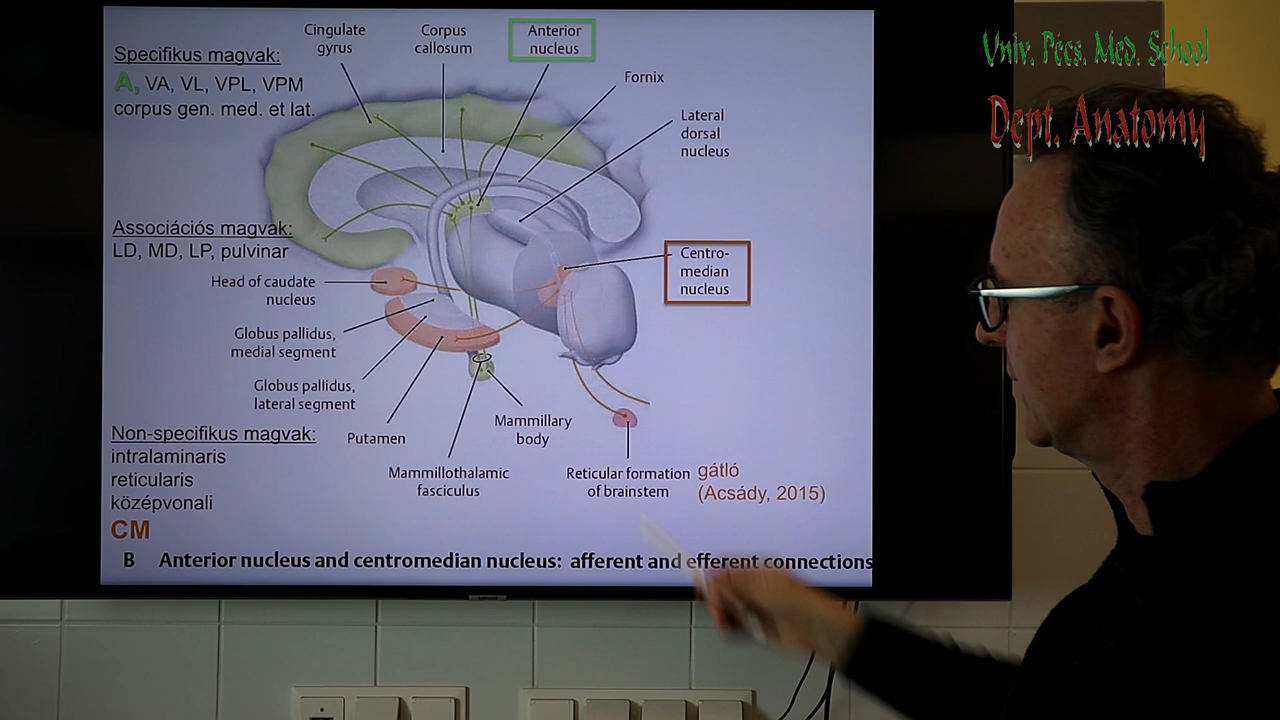 Univ. Pécs. Med. School
Dept. Anatomy
Specifikus magvak:
A, VA, VL, VPL, VPM
corpus gen. med. et lat.
Cingulate
gyrus
Corpus
callosum
Anterior
nucleus
Fornix
Lateral
dorsal
nucleus
Associációs magvak:
LD, MD, LP, pulvinar
Centro-
median
nucleus
Head of caudate
nucleus
Globus pallidus,
medial segment
Globus pallidus,
lateral segment
Putamen
Mammillothalamic
fasciculus
Mammillary
body
Reticular formation
of brainstem
gátló
(Acsády, 2015)
Non-specifikus magvak:
intralaminaris
reticularis
középvonali
CM
B Anterior nucleus and centromedian nucleus: afferent and efferent connections